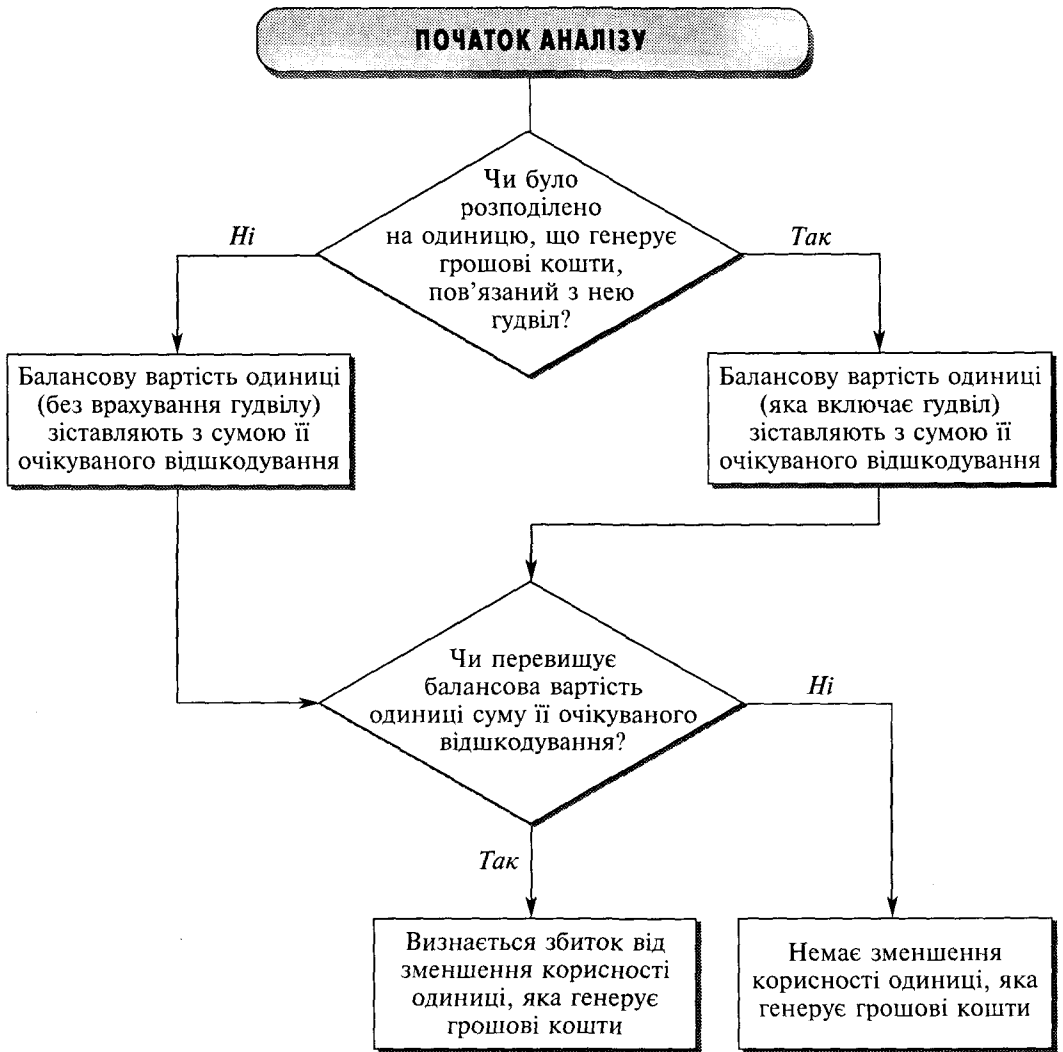 ПОЧАТОК АНАЛІЗУ
Чи було
розподілено
на одиницю, що генерує
грошові кошти,
пов’язаний з нею
гудвіл?
Ні
Так
Балансову вартість одиниці
(без врахування гудвілу)
зіставляють з сумою її
очікуваного відшкодування
Балансову вартість одиниці
(яка включає гудвіл)
зіставляють з сумою її
очікуваного відшкодування
Чи перевищує
балансова вартість
одиниці суму її очікуваного
відшкодування?
Ні
Так
Визнається збиток від
зменшення корисності
одиниці, яка генерує
грошові кошти
Немає зменшення
корисності одиниці, яка
генерує грошові кошти